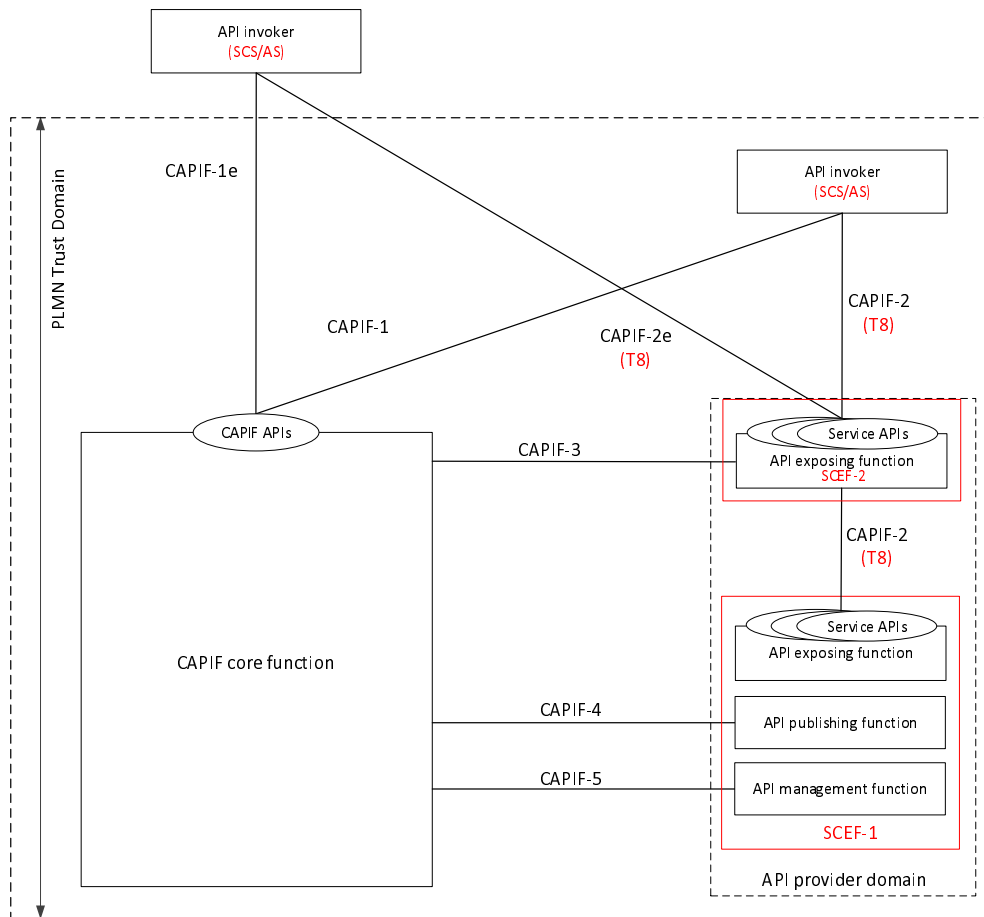 API invoker
(SCS/AS)
CAPIF-1e
PLMN Trust Domain
API invoker
(SCS/AS)
CAPIF-2
(T8)
CAPIF-1
CAPIF-2e
(T8)
CAPIF APIs
Service APIs
API exposing function
SCEF-2
CAPIF-3
CAPIF-2
(T8)
Service APIs
API exposing function
CAPIF core function
CAPIF-4
API publishing function
CAPIF-5
API management function
SCEF-1
API provider domain